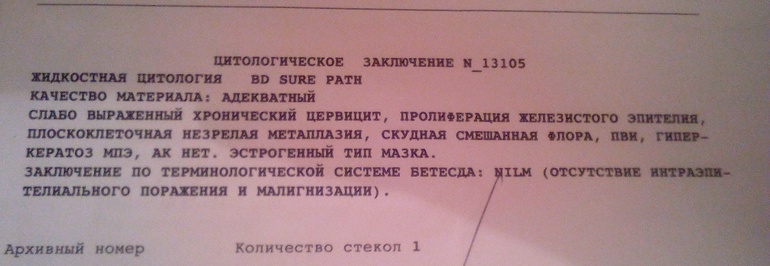 ЦИТОЛОГИЧЕСКОЕ ЗАКЛЮЧЕНИЕ N_13105
ЖИДКОСТНАЯ ЦИТОЛОГИЯ BD SURE PATH
КАЧЕСТВО МАТЕРИАЛА: АДЕКВАТНЫЙ
СЛАБО ВЫРАЖЕННЫЙ ХРОНИЧЕСКИЙ ЦЕРВИЦИТ, ПРОЛИФЕРАЦИЯ ЖЕЛЕЗИСТОГО ЭПИТЕЛИЯ,
ПЛОСКОКЛЕТОЧНАЯ НЕЗРЕЛАЯ МЕТАПЛАЗИЯ, СКУДНАЯ СМЕШАННАЯ ФЛОРА, ПВИ, ГИПЕР-
КЕРАТОЗ МПЭ, АК НЕТ. ЭСТРОГЕННЫЙ ТИП МАЗКА.
ЗАКЛЮЧЕНИЕ ПО ТЕРМИНОЛОГИЧЕСКОЙ СИСТЕМЕ БЕТЕСДА: NILM (ОТСУТСТВИЕ ИНТРАЭПИ-
ТЕЛИАЛЬНОГО ПОРАЖЕНИЯ И МАЛИГНИЗАЦИИ).
Архивный номер Количество стекол 1